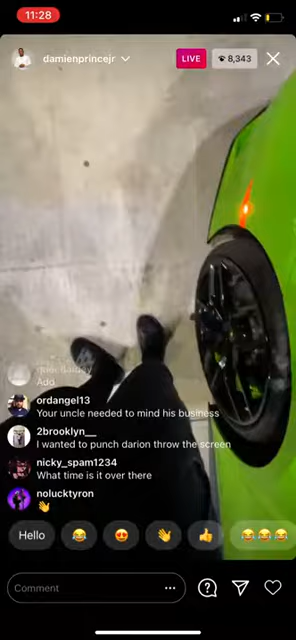 11:28
damienprincejr
LIVE
8,343
Add
ordangel13
Your uncle needed to mind his business
2brooklyn__
I wanted to punch darion throw the screen
nicky_spam1234
What time is it over there
nolucktyron
👋
Hello 😂 😍 👋 👍 😂😂😂
Comment